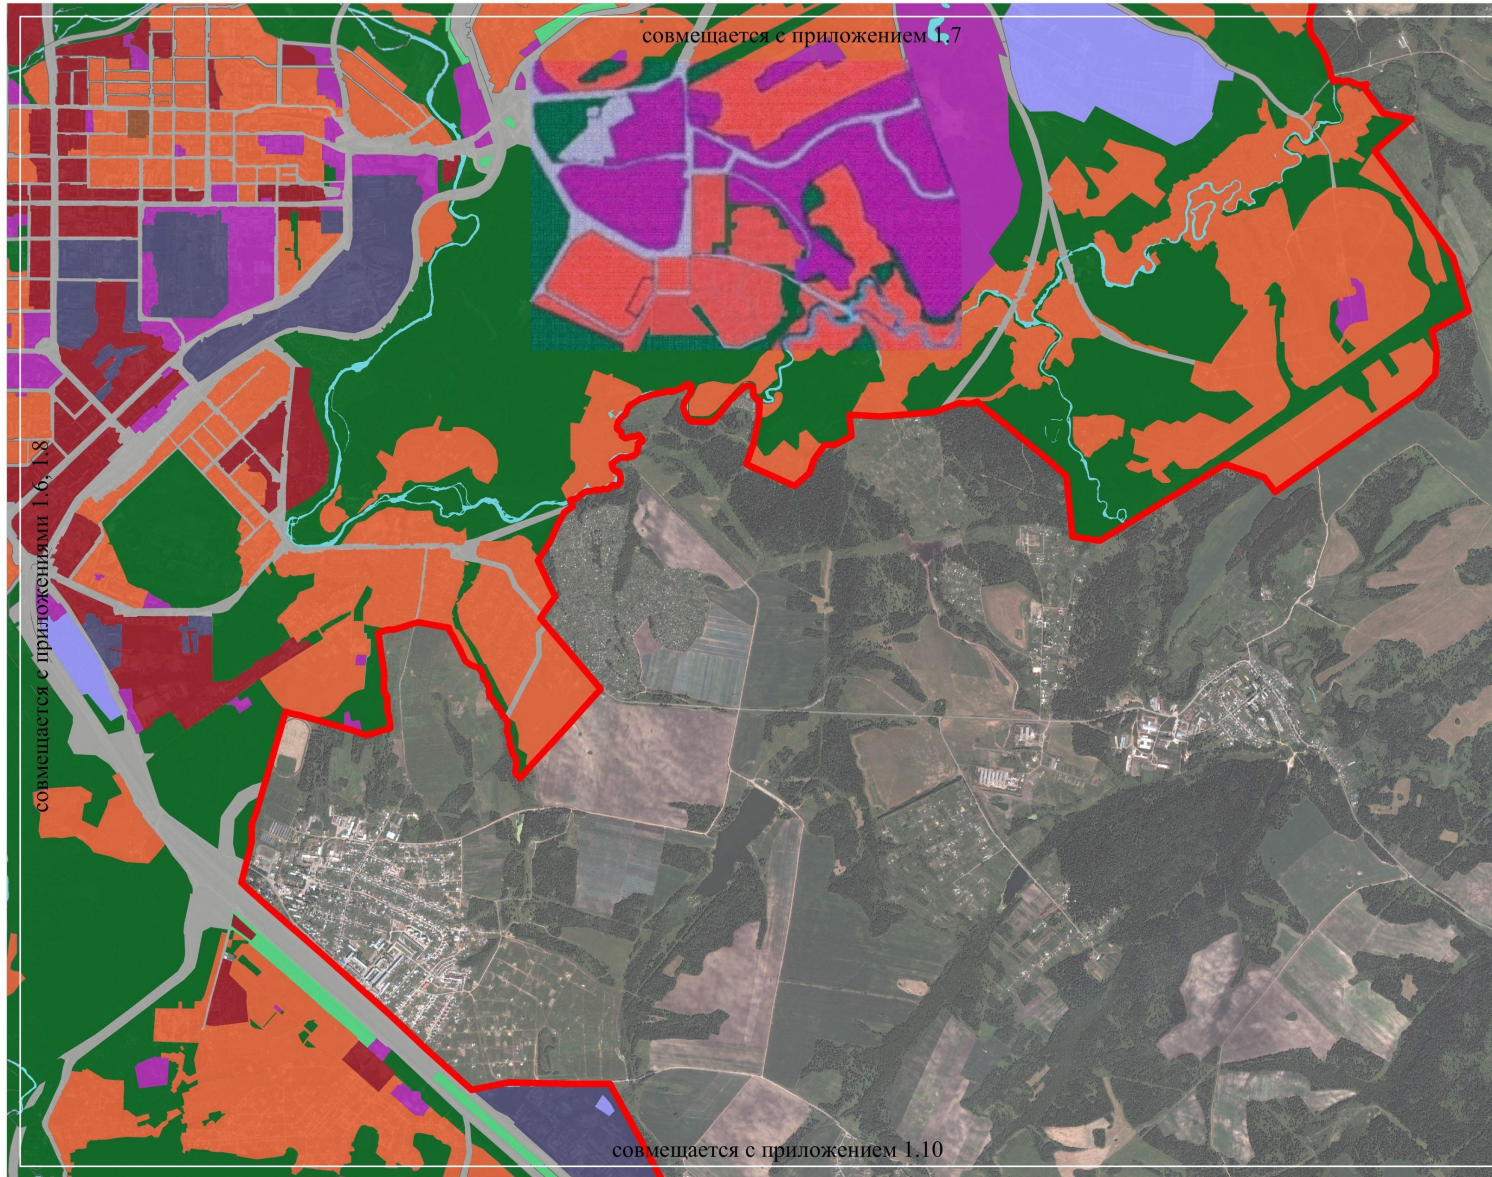 совмещается с приложением 1.7
совмещается с приложениями 1.6, 1.8
совмещается с приложением 1.10